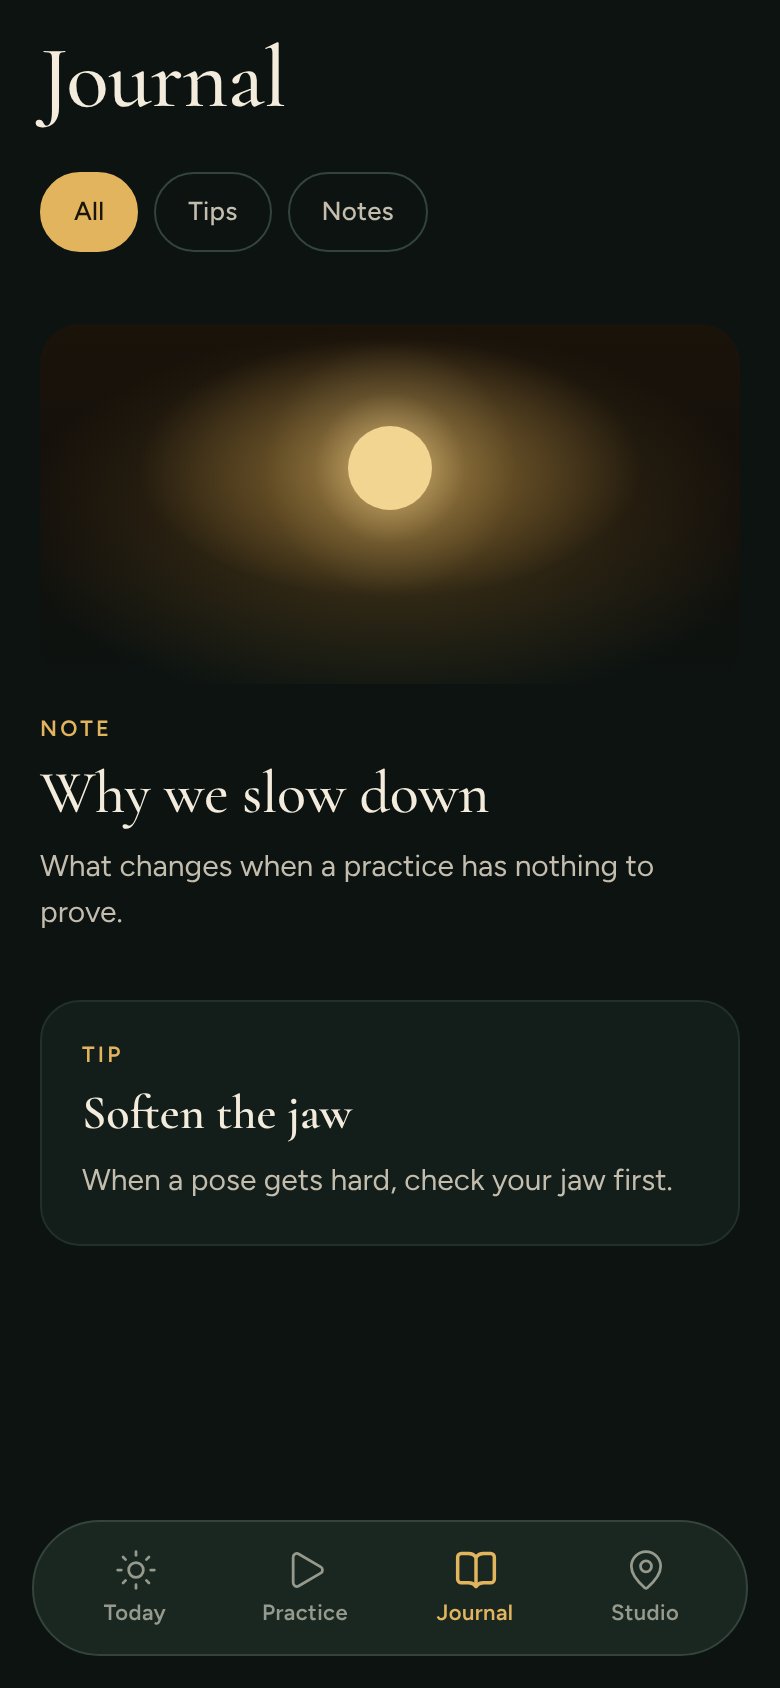 Journal
All
Tips
Notes
NOTE
Why we slow down
What changes when a practice has nothing to
prove.
TIP
Soften the jaw
When a pose gets hard, check your jaw first.
Today
Practice
Journal
Studio